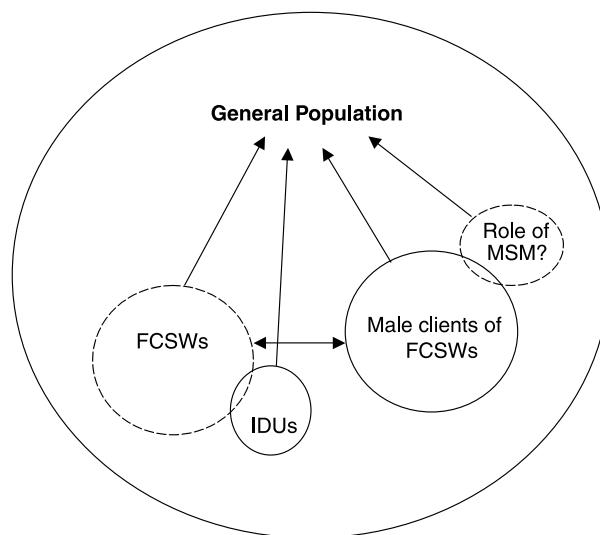 General Population
Role of
MSM?
FCSWs
Male clients of
FCSWs
IDUs